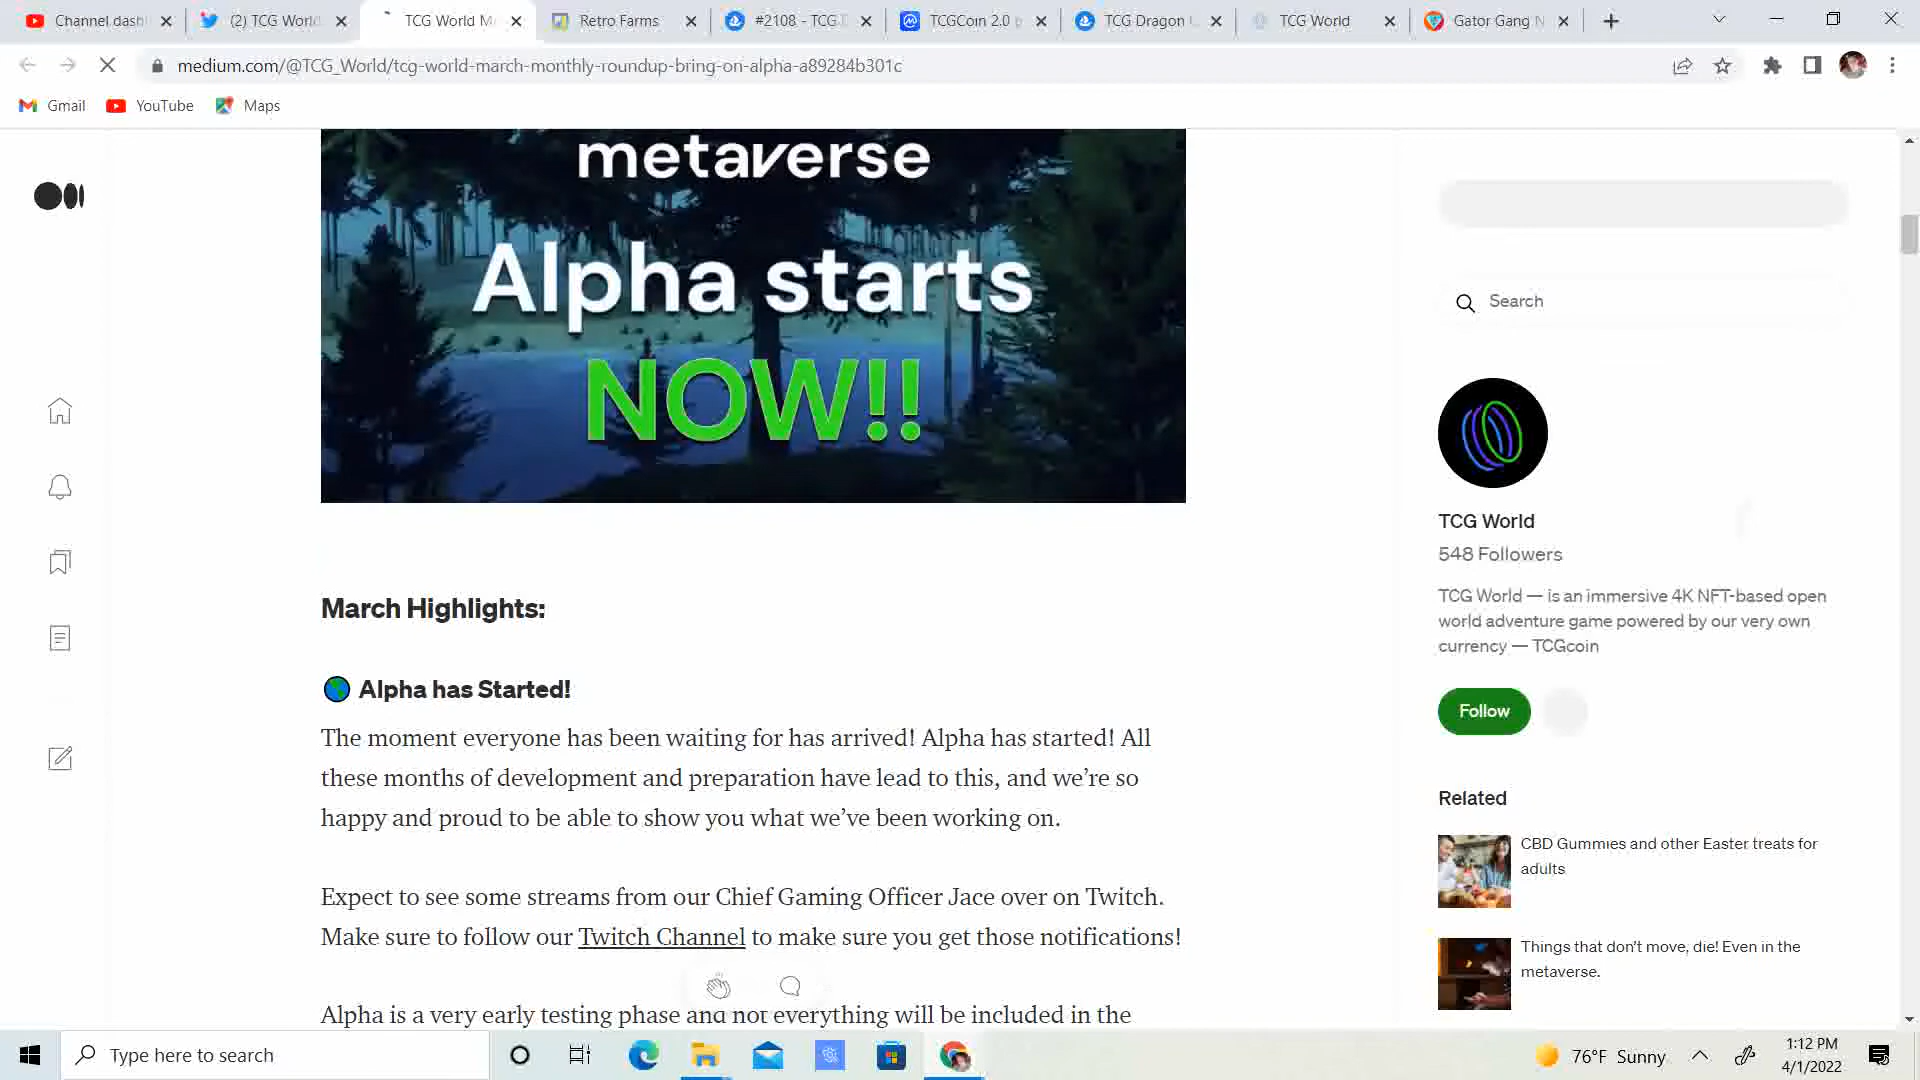 Channel dash
(2) TCG World
TCG World M
Retro Farms
#2108 - TCG
TCGCoin 2.0 p
TCG Dragon
TCG World
Gator Gang N
medium.com/@TCG_World/tcg-world-march-monthly-roundup-bring-on-alpha-a89284b301c
Gmail
YouTube
Maps
metaverse
Alpha starts
NOW!!
Search
TCG World
548 Followers
TCG World — is an immersive 4K NFT-based open
world adventure game powered by our very own
currency — TCGcoin
Follow
Related
CBD Gummies and other Easter treats for
adults
Things that don't move, die! Even in the
metaverse.
March Highlights:
Alpha has Started!
The moment everyone has been waiting for has arrived! Alpha has started! All
these months of development and preparation have lead to this, and we're so
happy and proud to be able to show you what we've been working on.
Expect to see some streams from our Chief Gaming Officer Jace over on Twitch.
Make sure to follow our Twitch Channel to make sure you get those notifications!
Alpha is a very early testing phase and not everything will be included in the
Type here to search
76°F Sunny
1:12 PM
4/1/2022